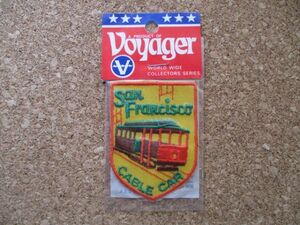 A PRODUCT OF
Voyager
WORLD WIDE
COLLECTORS SERIES
San
Francisco
CABLE CAR